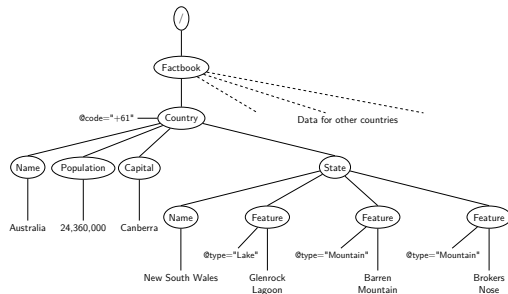 /
Factbook
@code="+61"
Country
Data for other countries
Name
Population
Capital
State
Australia
24,360,000
Canberra
Name
Feature
Feature
Feature
@type="Lake"
@type="Mountain"
@type="Mountain"
New South Wales
Glenrock
Lagoon
Barren
Mountain
Brokers
Nose